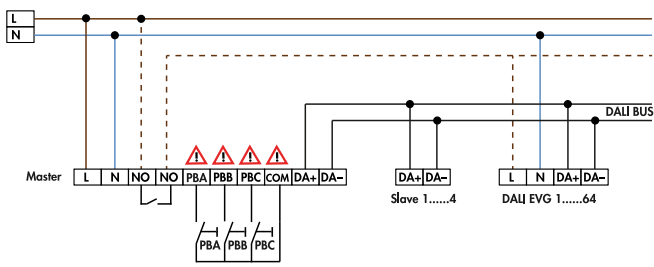 L
N
DALI BUS
Master L N NO NO PBA PBB PBC COM DA+ DA− DA+ DA− L N DA+ DA−
Slave 1......4 DALI EVG 1......64
PBA PBB PBC